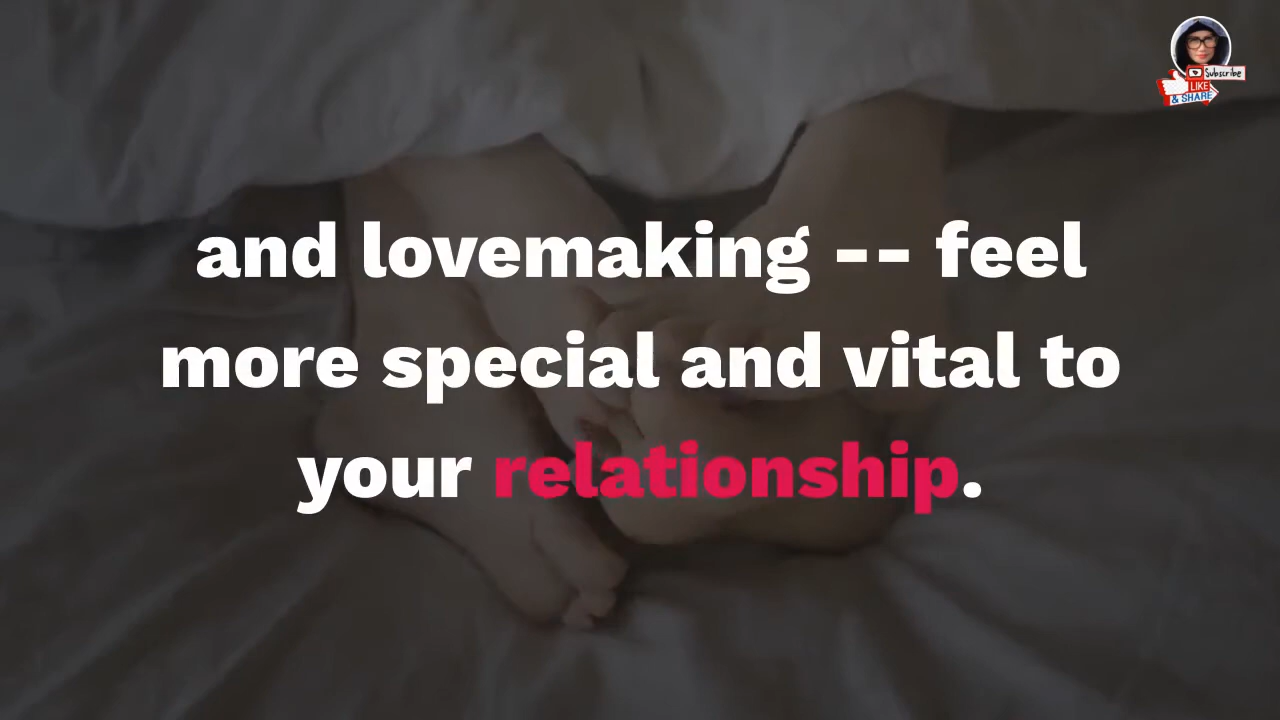 Subscribe
LIKE
& SHARE
and lovemaking -- feel
more special and vital to
your relationship.